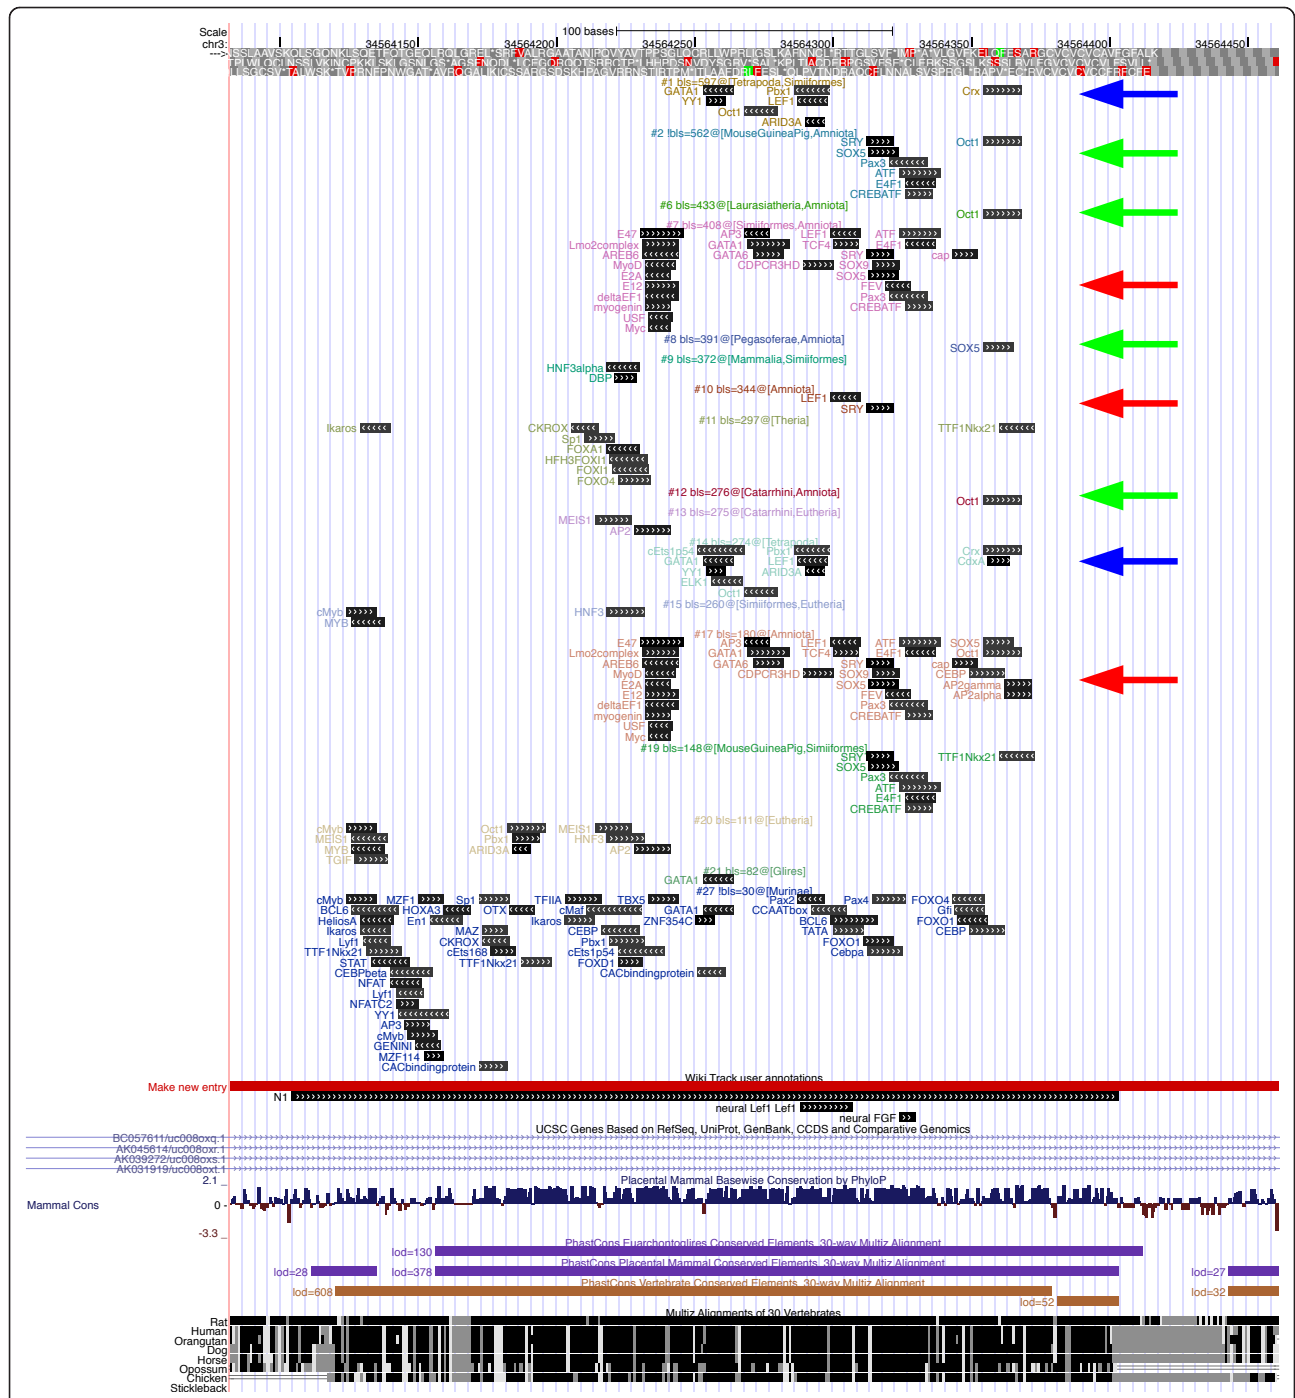 Scale
100 bases
chr3:
34564150
34564200
34564250
34564300
34564350
34564400
34564450
--->
#1 bls=597@[Tetrapoda,Simiiformes]
GATA1 Pbx1 Crx
YY1 LEF1
Oct1
ARID3A
#2 !bls=562@[MouseGuineaPig,Amniota]
SRY Oct1
SOX5
Pax3
ATF
E4F1
CREBATF
#6 bls=433@[Laurasiatheria,Amniota]
Oct1
#7 bls=408@[Simiiformes,Amniota]
E47 AP3 LEF1 ATF
Lmo2complex GATA1 TCF4 E4F1
AREB6 GATA6 SRY cap
MyoD CDPCR3HD SOX9
E2A SOX5
E12 FEV
deltaEF1 Pax3
myogenin CREBATF
USF
Myc
#8 bls=391@[Pegasoferae,Amniota]
SOX5
#9 bls=372@[Mammalia,Simiiformes]
HNF3alpha
DBP
#10 bls=344@[Amniota]
LEF1
SRY
#11 bls=297@[Theria]
Ikaros CKROX TTF1Nkx21
Sp1
FOXA1
HFH3FOXI1
FOXI1
FOXO4
#12 bls=276@[Catarrhini,Amniota]
Oct1
#13 bls=275@[Catarrhini,Eutheria]
MEIS1
AP2
#14 bls=274@[Tetrapoda]
cEts1p54 Pbx1 Crx
GATA1 LEF1 CdxA
YY1 ARID3A
ELK1
Oct1
#15 bls=260@[Simiiformes,Eutheria]
cMyb HNF3
MYB
#17 bls=180@[Amniota]
E47 AP3 LEF1 ATF SOX5
Lmo2complex GATA1 TCF4 E4F1 Oct1
AREB6 GATA6 SRY cap
MyoD CDPCR3HD SOX9 CEBP
E2A SOX5 AP2gamma
E12 FEV AP2alpha
deltaEF1 Pax3
myogenin CREBATF
USF
Myc
#19 bls=148@[MouseGuineaPig,Simiiformes]
SRY TTF1Nkx21
SOX5
Pax3
ATF
E4F1
CREBATF
#20 bls=111@[Eutheria]
cMyb Oct1 MEIS1
MEIS1 Pbx1 HNF3
MYB ARID3A AP2
TGIF
#21 bls=82@[Glires]
GATA1
#27 !bls=30@[Murinae]
cMyb MZF1 Sp1 TFIIA TBX5 Pax2 Pax4 FOXO4
BCL6 HOXA3 OTX cMaf GATA1 CCAATbox Gfi
HeliosA En1 Ikaros ZNF354C BCL6 FOXO1
Ikaros MAZ CEBP TATA CEBP
Lyf1 CKROX Pbx1 FOXO1
TTF1Nkx21 cEts168 cEts1p54 Cebpa
STAT TTF1Nkx21 FOXD1
CEBPbeta CACbindingprotein
NFAT
Lyf1
NFATC2
YY1
AP3
cMyb
GENINI
MZF114
CACbindingprotein
Wiki Track user annotations
Make new entry
N1
neural Lef1 Lef1
neural FGF
UCSC Genes Based on RefSeq, UniProt, GenBank, CCDS and Comparative Genomics
BC057611/uc008oxq.1
AK045614/uc008oxr.1
AK039272/uc008oxs.1
AK031919/uc008oxt.1
2.1 _
Placental Mammal Basewise Conservation by PhyloP
Mammal Cons
0 -
-3.3 _
PhastCons Euarchontoglires Conserved Elements, 30-way Multiz Alignment
lod=130
PhastCons Placental Mammal Conserved Elements, 30-way Multiz Alignment
lod=28 lod=378 lod=27
PhastCons Vertebrate Conserved Elements, 30-way Multiz Alignment
lod=608 lod=32
lod=52
Multiz Alignments of 30 Vertebrates
Rat
Human
Orangutan
Dog
Horse
Opossum
Chicken
Stickleback